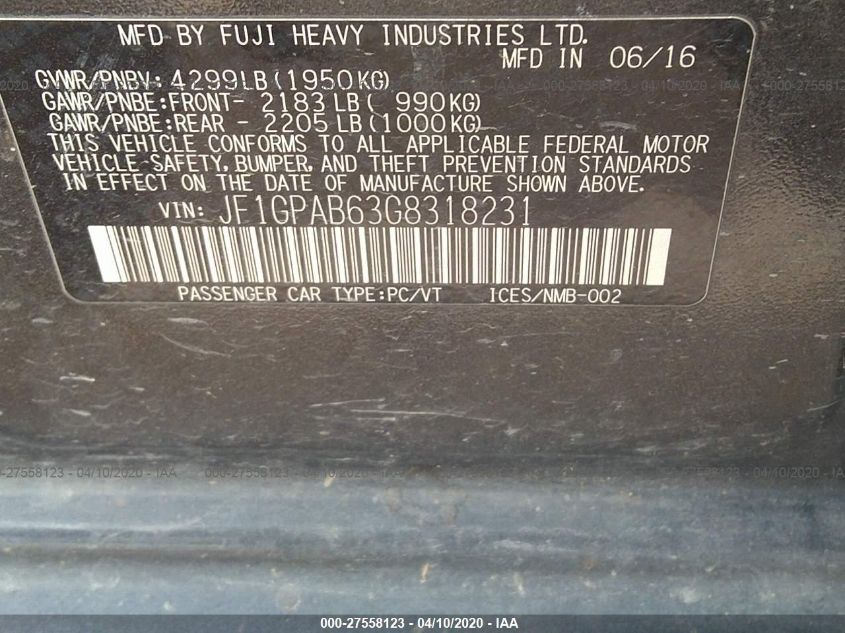 MFD BY FUJI HEAVY INDUSTRIES LTD.
MFD IN 06/16
GVWR/PNBV: 4299LB (1950KG)
GAWR/PNBE:FRONT- 2183 LB ( 990KG)
GAWR/PNBE:REAR - 2205 LB (1000KG)
THIS VEHICLE CONFORMS TO ALL APPLICABLE FEDERAL MOTOR
VEHICLE SAFETY, BUMPER, AND THEFT PREVENTION STANDARDS
IN EFFECT ON THE DATE OF MANUFACTURE SHOWN ABOVE.
VIN: JF1GPAB63G8318231
PASSENGER CAR TYPE:PC/VT ICES/NMB-002
000-27558123 - 04/10/2020 - IAA